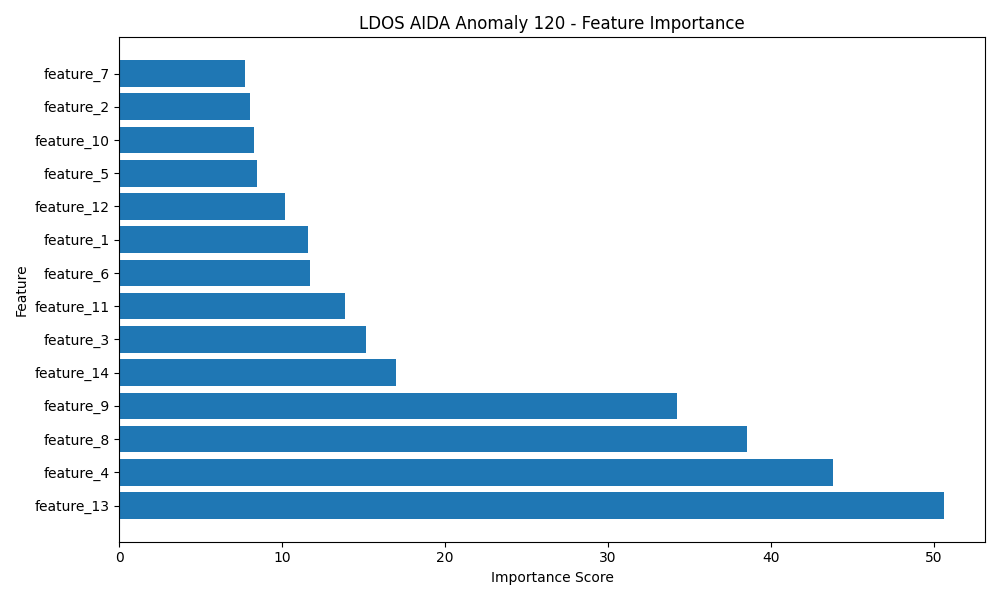 LDOS AIDA Anomaly 120 - Feature Importance
Feature
feature_7
feature_2
feature_10
feature_5
feature_12
feature_1
feature_6
feature_11
feature_3
feature_14
feature_9
feature_8
feature_4
feature_13
0 10 20 30 40 50
Importance Score